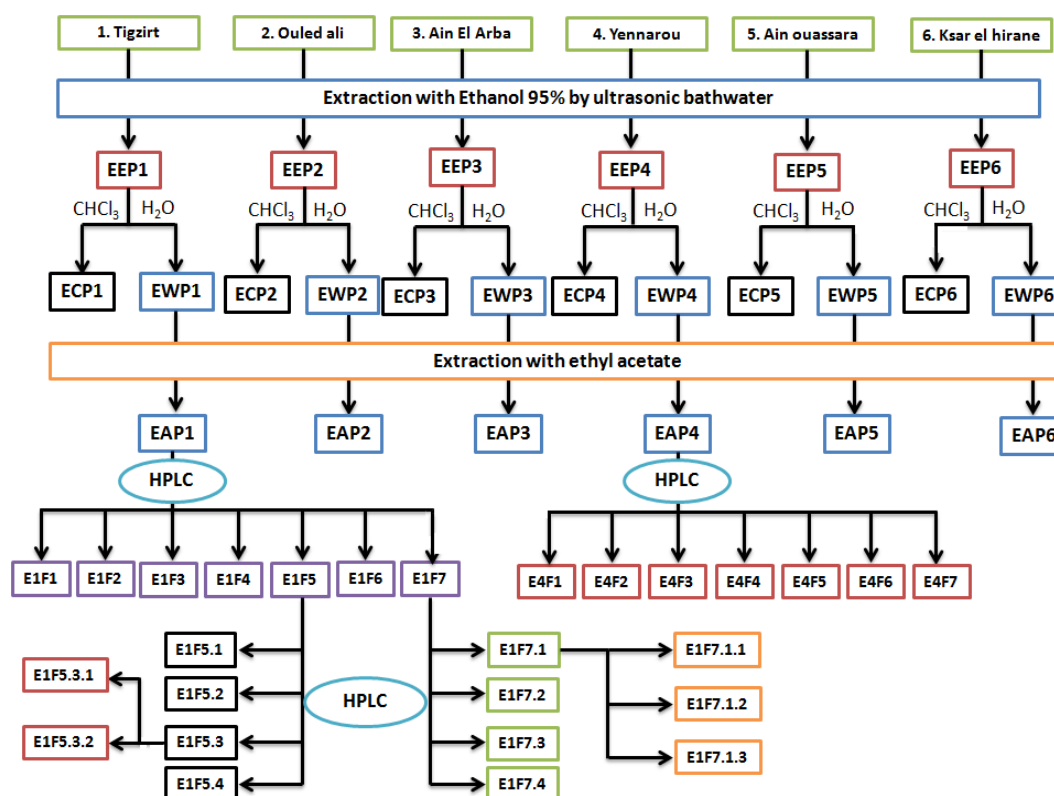 1. Tigzirt
2. Ouled ali
3. Ain El Arba
4. Yennarou
5. Ain ouassara
6. Ksar el hirane
Extraction with Ethanol 95% by ultrasonic bathwater
EEP1
EEP2
EEP3
EEP4
EEP5
EEP6
CHCl₃ H₂O
CHCl₃ H₂O
CHCl₃ H₂O
CHCl₃ H₂O
CHCl₃ H₂O
CHCl₃ H₂O
ECP1
EWP1
ECP2
EWP2
ECP3
EWP3
ECP4
EWP4
ECP5
EWP5
ECP6
EWP6
Extraction with ethyl acetate
EAP1
EAP2
EAP3
EAP4
EAP5
EAP6
HPLC
HPLC
E1F1
E1F2
E1F3
E1F4
E1F5
E1F6
E1F7
E4F1
E4F2
E4F3
E4F4
E4F5
E4F6
E4F7
E1F5.1
E1F7.1
E1F7.1.1
E1F5.3.1
E1F5.2
HPLC
E1F7.2
E1F7.1.2
E1F5.3.2
E1F5.3
E1F7.3
E1F7.1.3
E1F5.4
E1F7.4